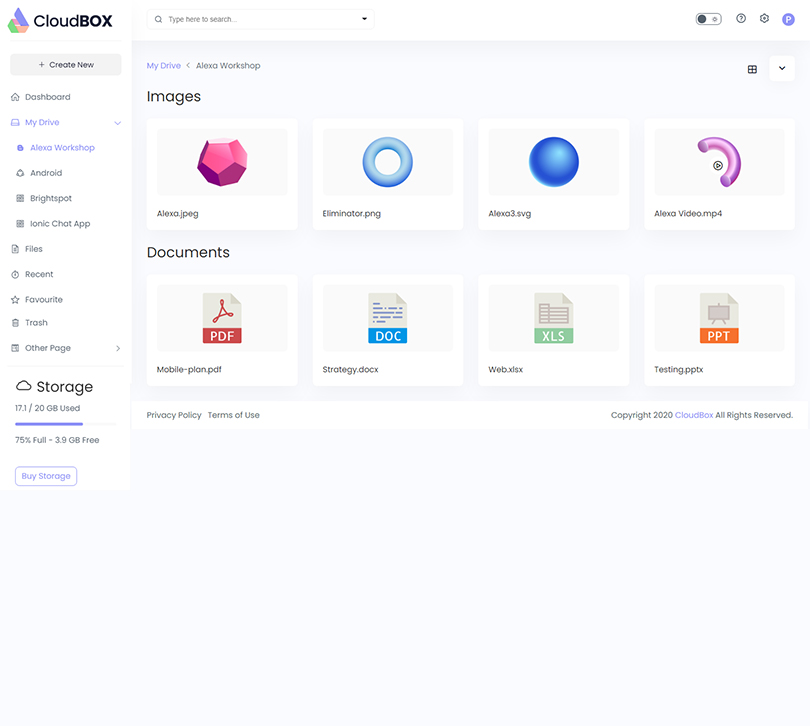 CloudBOX
Type here to search...
P
+ Create New
Dashboard
My Drive
Alexa Workshop
Android
Brightspot
Ionic Chat App
Files
Recent
Favourite
Trash
Other Page
Storage
17.1 / 20 GB Used
75% Full - 3.9 GB Free
Buy Storage
My Drive < Alexa Workshop
Images
Alexa.jpeg
Eliminator.png
Alexa3.svg
Alexa Video.mp4
Documents
PDF
DOC
XLS
PPT
Mobile-plan.pdf
Strategy.docx
Web.xlsx
Testing.pptx
Privacy Policy Terms of Use
Copyright 2020 CloudBox All Rights Reserved.